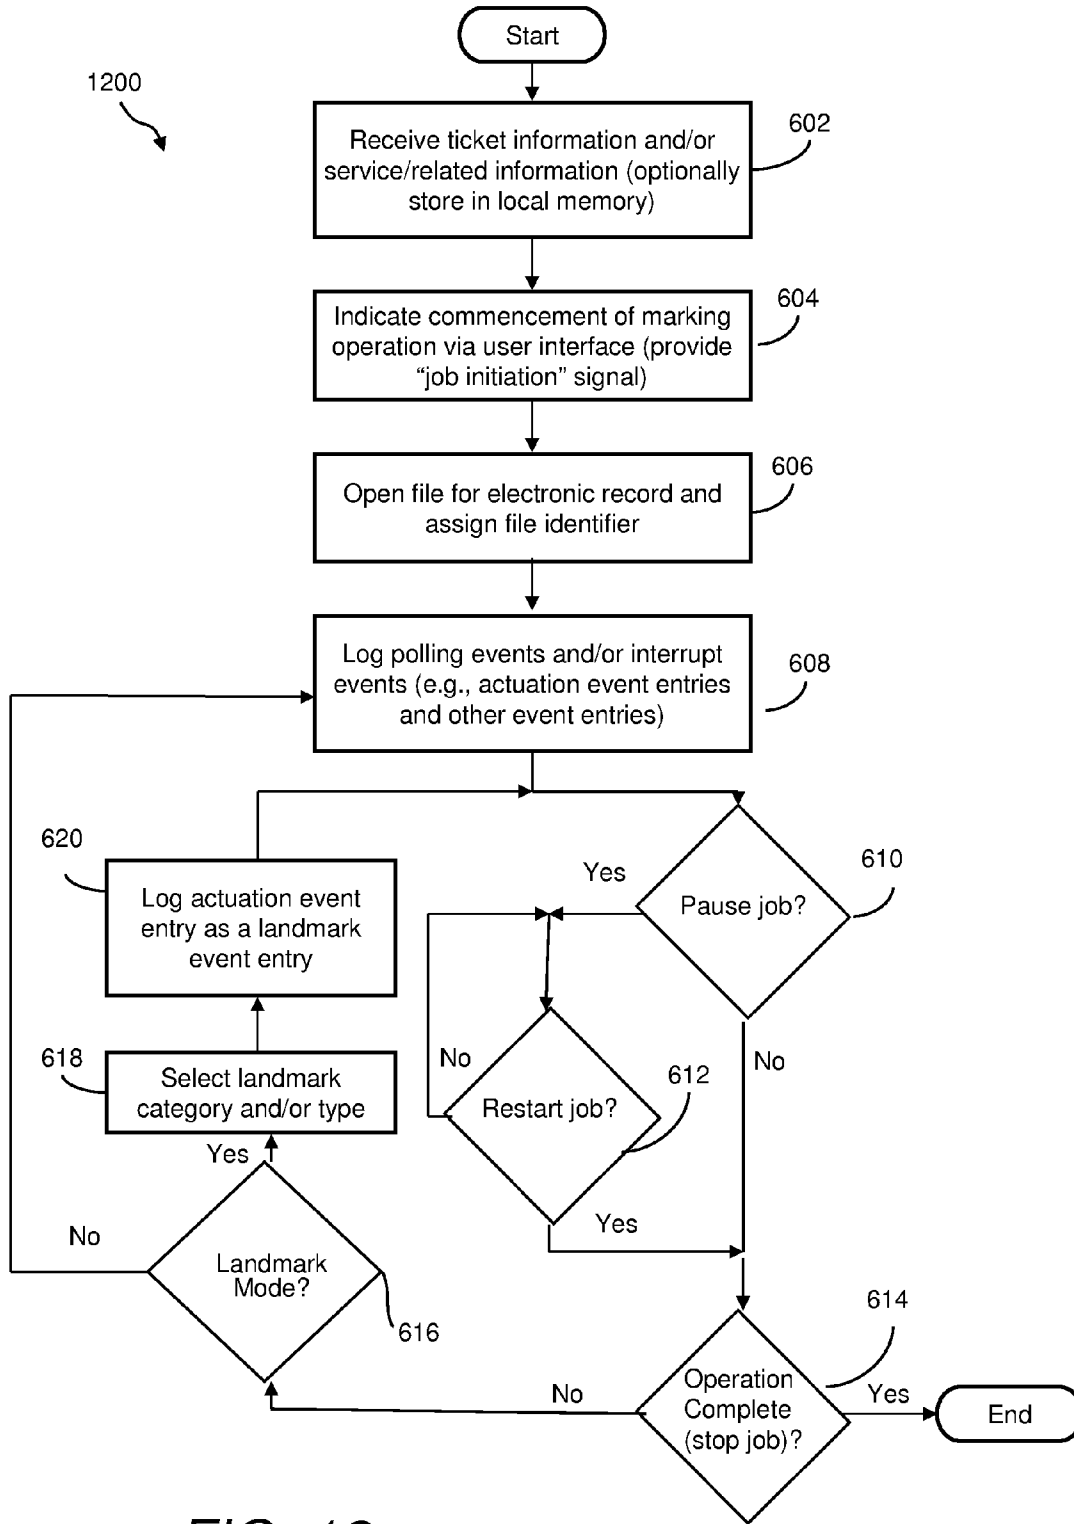 Start
1200
602
Receive ticket information and/or
service/related information (optionally
store in local memory)
604
Indicate commencement of marking
operation via user interface (provide
“job initiation” signal)
606
Open file for electronic record and
assign file identifier
608
Log polling events and/or interrupt
events (e.g., actuation event entries
and other event entries)
620
Log actuation event
entry as a landmark
event entry
610
Yes
Pause job?
No
618
Select landmark
category and/or type
No
612
Restart job?
Yes
Yes
No
Landmark
Mode?
616
614
Operation
Complete
(stop job)?
No
Yes
End